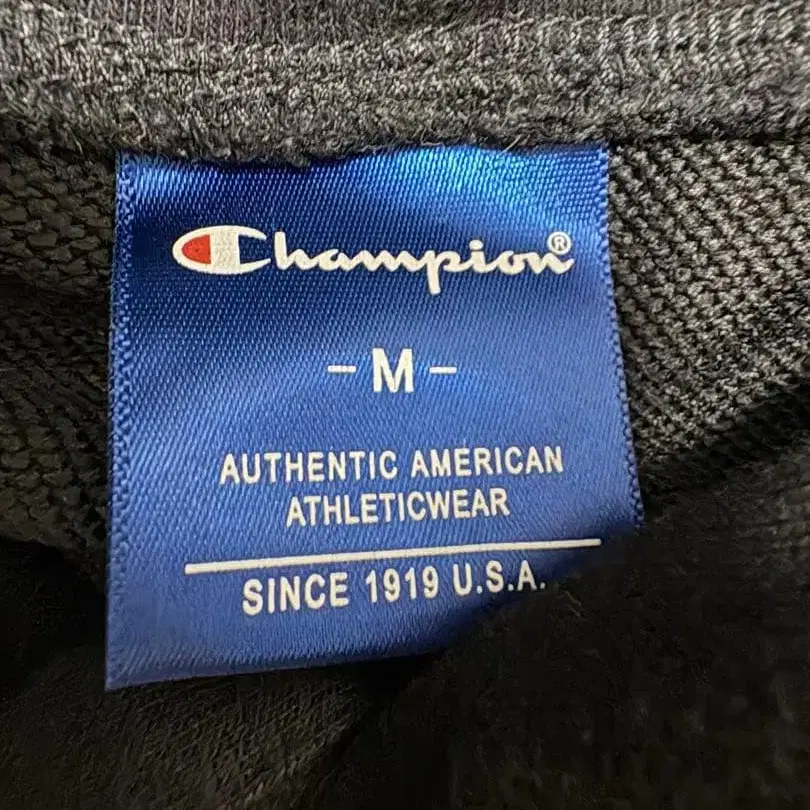 Champion®
- M -
AUTHENTIC AMERICAN
ATHLETICWEAR
SINCE 1919 U.S.A.